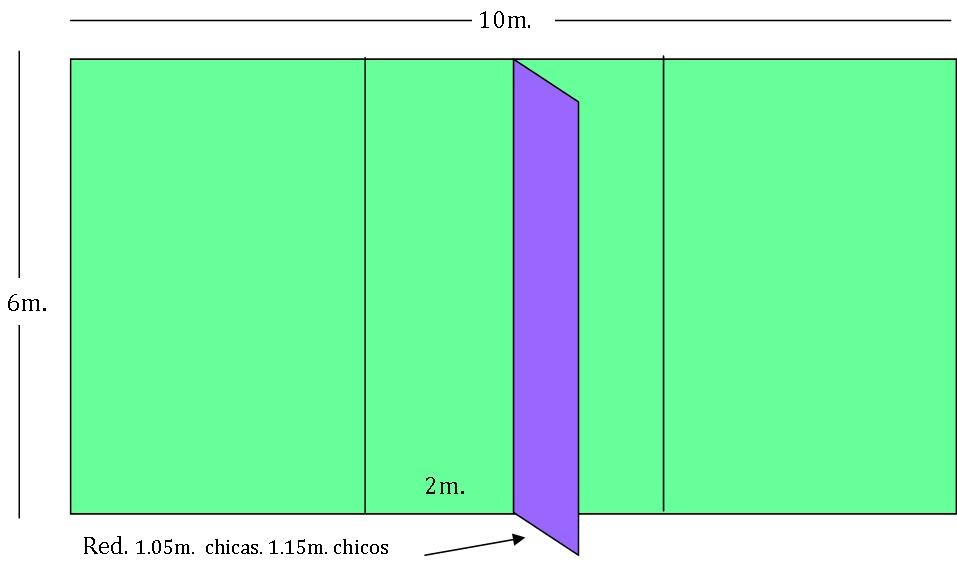 10m.
6m.
2m.
Red. 1.05m. chicas. 1.15m. chicos